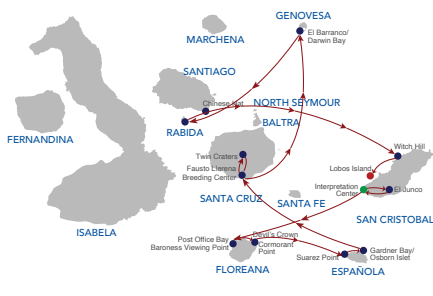 GENOVESA
El Barranco/
Darwin Bay
MARCHENA
SANTIAGO
Chinese Hat
NORTH SEYMOUR
BALTRA
RABIDA
FERNANDINA
Witch Hill
Twin Craters
Lobos Island
Fausto Llerena
Breeding Center
Interpretation
Center
El Junco
SANTA CRUZ
SANTA FE
SAN CRISTOBAL
ISABELA
Devil's Crown
Post Office Bay
Baroness Viewing Point
Cormorant
Point
Gardner Bay/
Osborn Islet
Suarez Point
FLOREANA
ESPAÑOLA